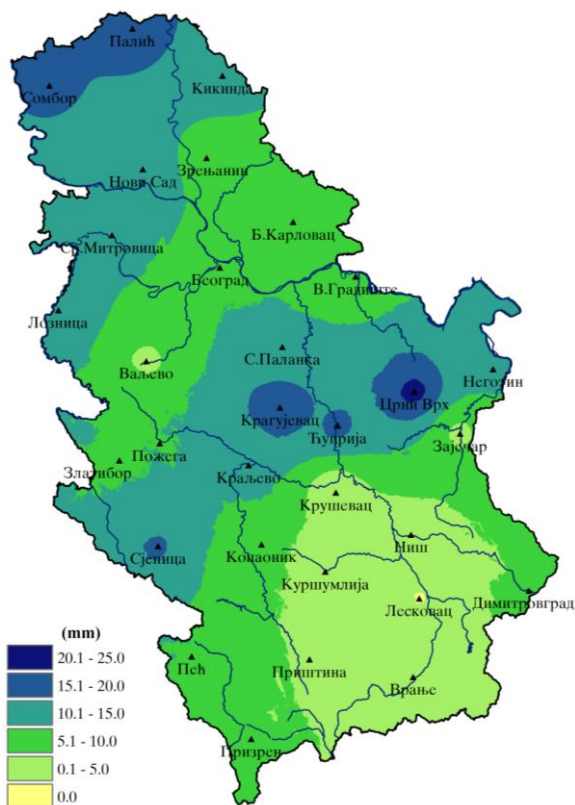 Палић
Сомбор
Кикинда
Зрењанин
Нови Сад
Б.Карловац
Ср.Митровица
Београд
В.Градиште
Лозница
С.Паланка
Ваљево
Неготин
Црни Врх
Крагујевац
Ћуприја
Зајечар
Пожега
Златибор
Краљево
Крушевац
Ниш
Сјеница
Копаоник
Куршумлија
Димитровград
Лесковац
(mm)
20.1 - 25.0
15.1 - 20.0
10.1 - 15.0
5.1 - 10.0
0.1 - 5.0
0.0
Пећ
Приштина
Врање
Призрен